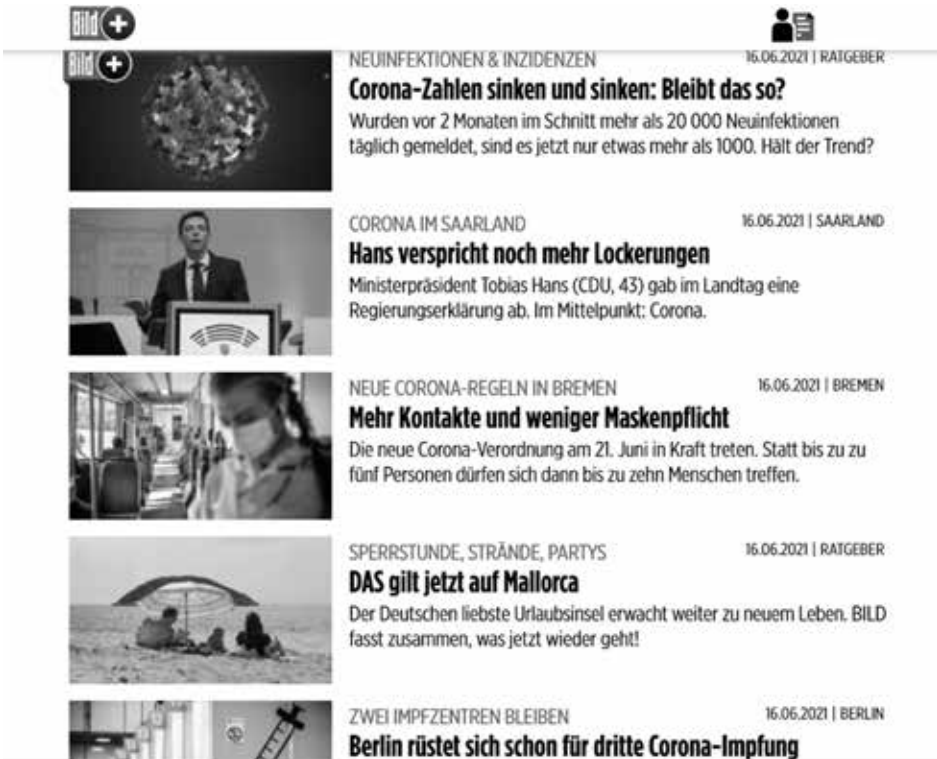 Bild +
Bild +
NEUINFEKTIONEN & INZIDENZEN
16.06.2021 | RATGEBER
Corona-Zahlen sinken und sinken: Bleibt das so?
Wurden vor 2 Monaten im Schnitt mehr als 20 000 Neuinfektionen
täglich gemeldet, sind es jetzt nur etwas mehr als 1000. Hält der Trend?
CORONA IM SAARLAND
16.06.2021 | SAARLAND
Hans verspricht noch mehr Lockerungen
Ministerpräsident Tobias Hans (CDU, 43) gab im Landtag eine
Regierungserklärung ab. Im Mittelpunkt: Corona.
NEUE CORONA-REGELN IN BREMEN
16.06.2021 | BREMEN
Mehr Kontakte und weniger Maskenpflicht
Die neue Corona-Verordnung am 21. Juni in Kraft treten. Statt bis zu zu
fünf Personen dürfen sich dann bis zu zehn Menschen treffen.
SPERRSTUNDE, STRÄNDE, PARTYS
16.06.2021 | RATGEBER
DAS gilt jetzt auf Mallorca
Der Deutschen liebste Urlaubsinsel erwacht weiter zu neuem Leben. BILD
fasst zusammen, was jetzt wieder geht!
ZWEI IMPFZENTREN BLEIBEN
16.06.2021 | BERLIN
Berlin rüstet sich schon für dritte Corona-Impfung